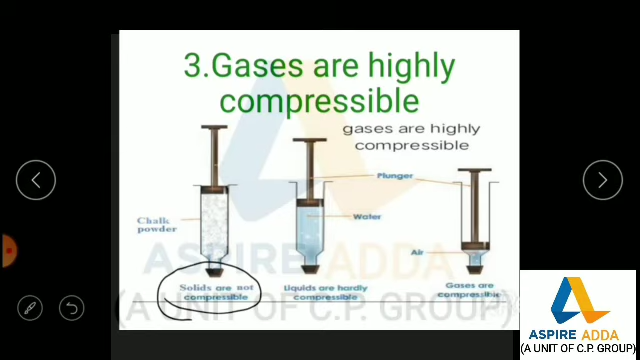 3.Gases are highly
compressible
gases are highly
compressible
Plunger
Chalk
powder
Water
Air
Solids are not
compressible
Liquids are hardly
compressible
Gases are
compressible
ASPIRE ADDA
(A UNIT OF C.P. GROUP)
ASPIRE ADDA
(A UNIT OF C.P. GROUP)